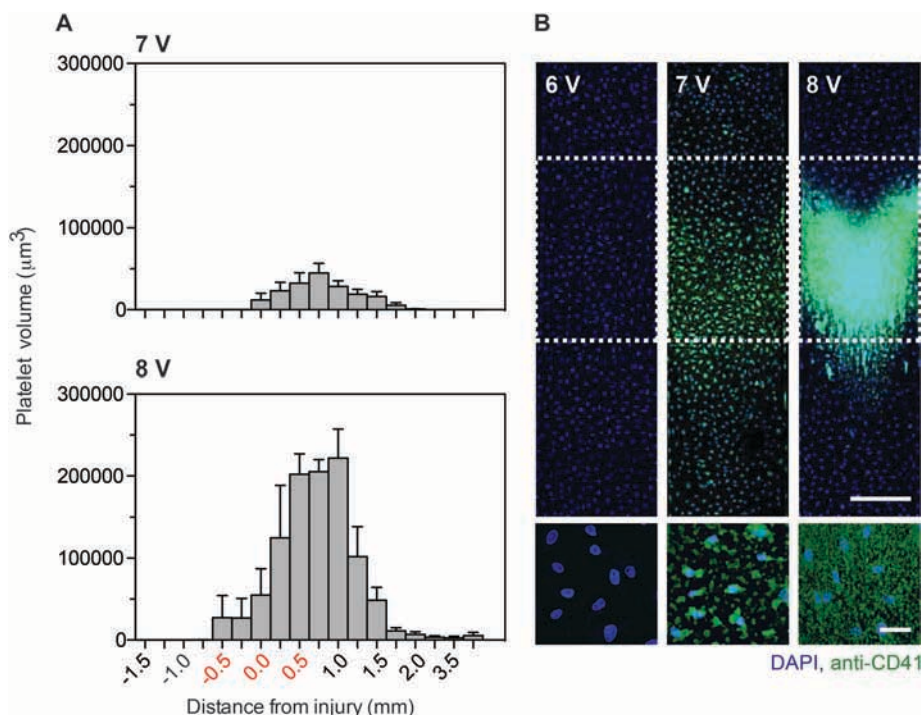 A
7 V
300000
200000
100000
0
8 V
300000
200000
100000
0
Platelet volume (µm³)
-1.5 -1.0 -0.5 0.0 0.5 1.0 1.5 2.0 3.5
Distance from injury (mm)
B
6 V 7 V 8 V
DAPI, anti-CD41